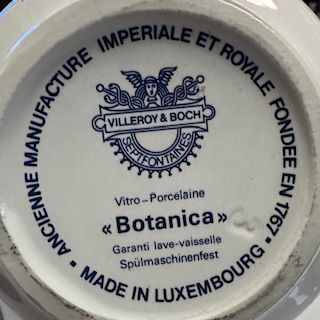 ANCIENNE MANUFACTURE IMPERIALE ET ROYALE FONDEE EN 1767
VILLEROY & BOCH
SEPTFONTAINES
Vitro-Porcelaine
«Botanica»
Garanti lave-vaisselle
Spülmaschinenfest
• MADE IN LUXEMBOURG •